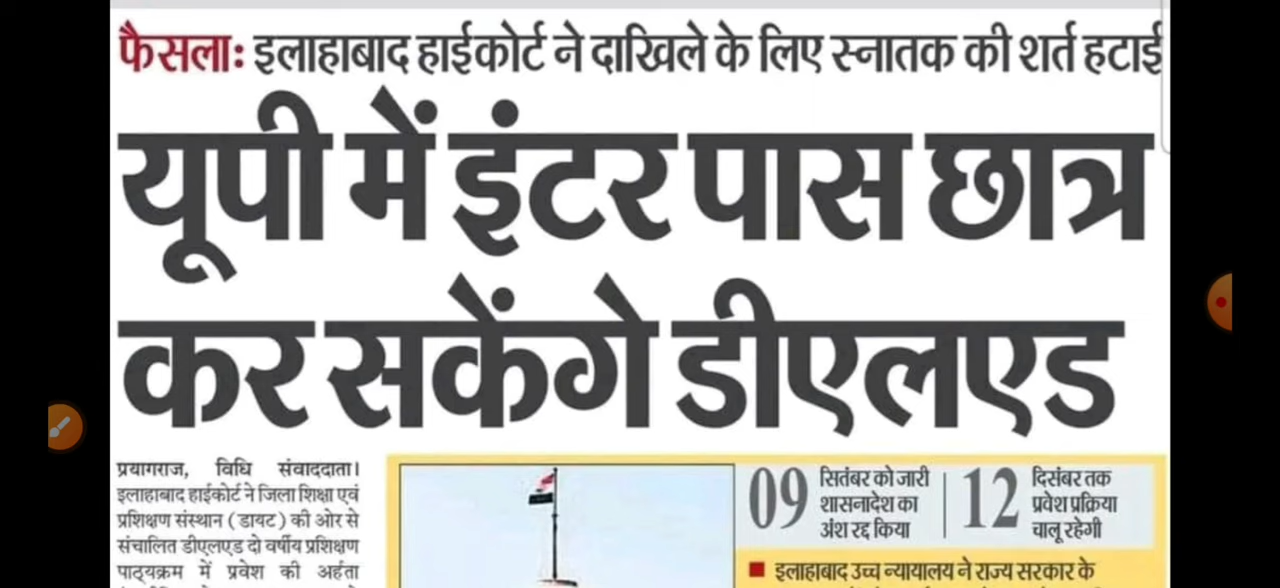 फैसला: इलाहाबाद हाईकोर्ट ने दाखिले के लिए स्नातक की शर्त हटाई
यूपी में इंटर पास छात्र
कर सकेंगे डीएलएड
प्रयागराज, विधि संवाददाता।
इलाहाबाद हाईकोर्ट ने जिला शिक्षा एवं
प्रशिक्षण संस्थान (डायट) की ओर से
संचालित डीएलएड दो वर्षीय प्रशिक्षण
पाठ्यक्रम में प्रवेश की अर्हता
09 सितंबर को जारी
शासनादेश का
अंश रद्द किया
12 दिसंबर तक
प्रवेश प्रक्रिया
चालू रहेगी
■ इलाहाबाद उच्च न्यायालय ने राज्य सरकार के